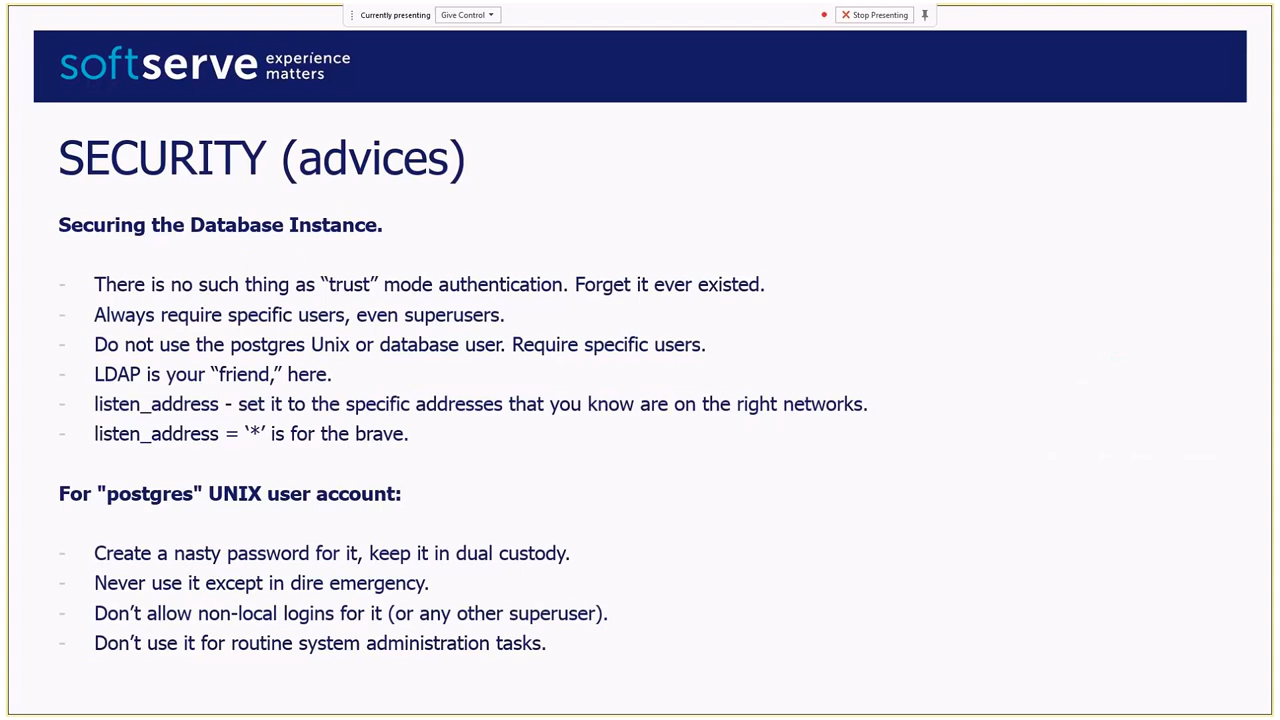 Currently presenting Give Control Stop Presenting
softserve experience matters
SECURITY (advices)
Securing the Database Instance.
- There is no such thing as “trust” mode authentication. Forget it ever existed.
- Always require specific users, even superusers.
- Do not use the postgres Unix or database user. Require specific users.
- LDAP is your “friend,” here.
- listen_address - set it to the specific addresses that you know are on the right networks.
- listen_address = ‘*’ is for the brave.
For "postgres" UNIX user account:
- Create a nasty password for it, keep it in dual custody.
- Never use it except in dire emergency.
- Don’t allow non-local logins for it (or any other superuser).
- Don’t use it for routine system administration tasks.